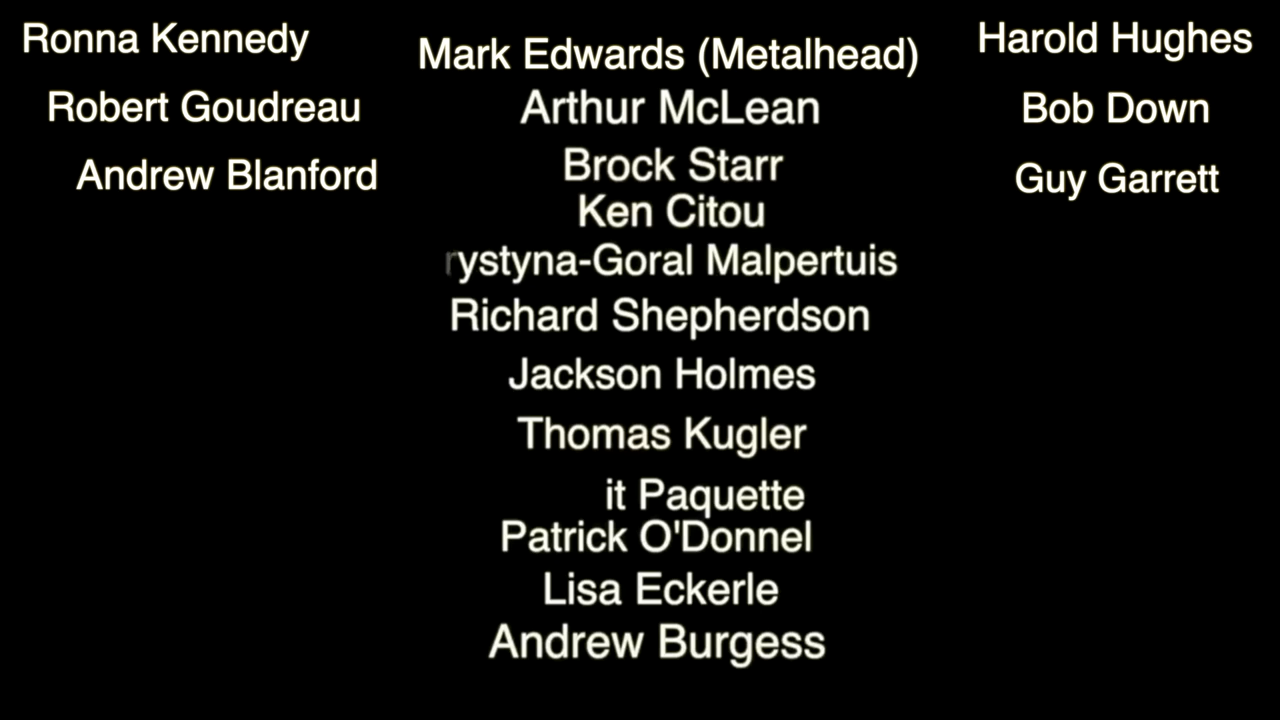 Ronna Kennedy
Robert Goudreau
Andrew Blanford
Mark Edwards (Metalhead)
Arthur McLean
Brock Starr
Ken Citou
rystyna-Goral Malpertuis
Richard Shepherdson
Jackson Holmes
Thomas Kugler
it Paquette
Patrick O'Donnel
Lisa Eckerle
Andrew Burgess
Harold Hughes
Bob Down
Guy Garrett